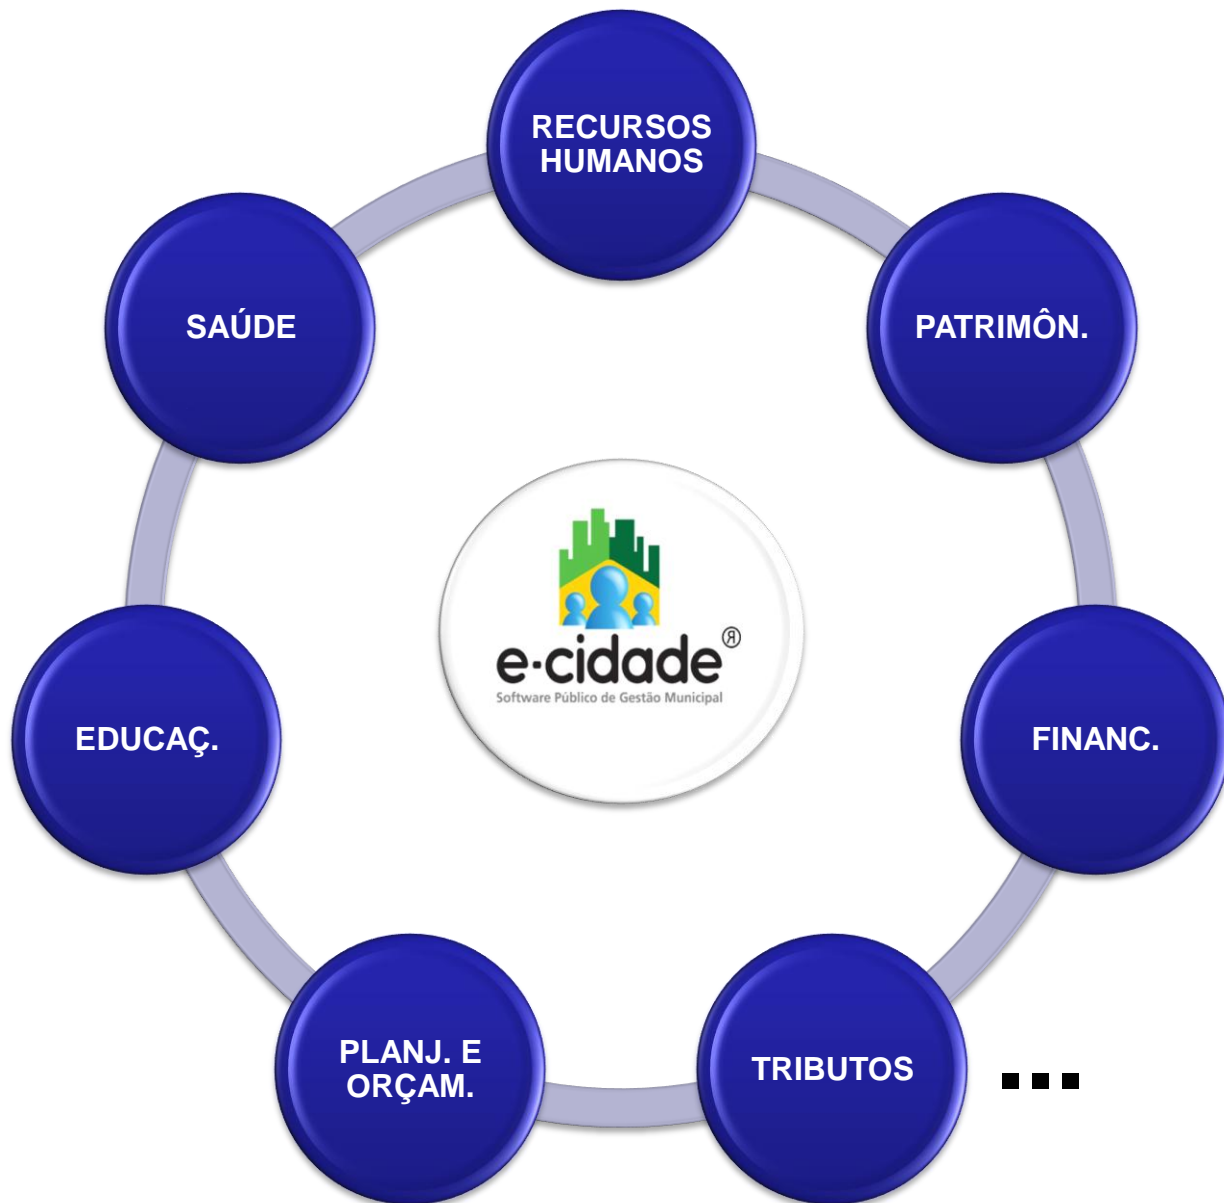 RECURSOS
HUMANOS
SAÚDE
PATRIMÔN.
e-cidade®
Software Público de Gestão Municipal
EDUCAÇ.
FINANC.
PLANJ. E
ORÇAM.
TRIBUTOS
...